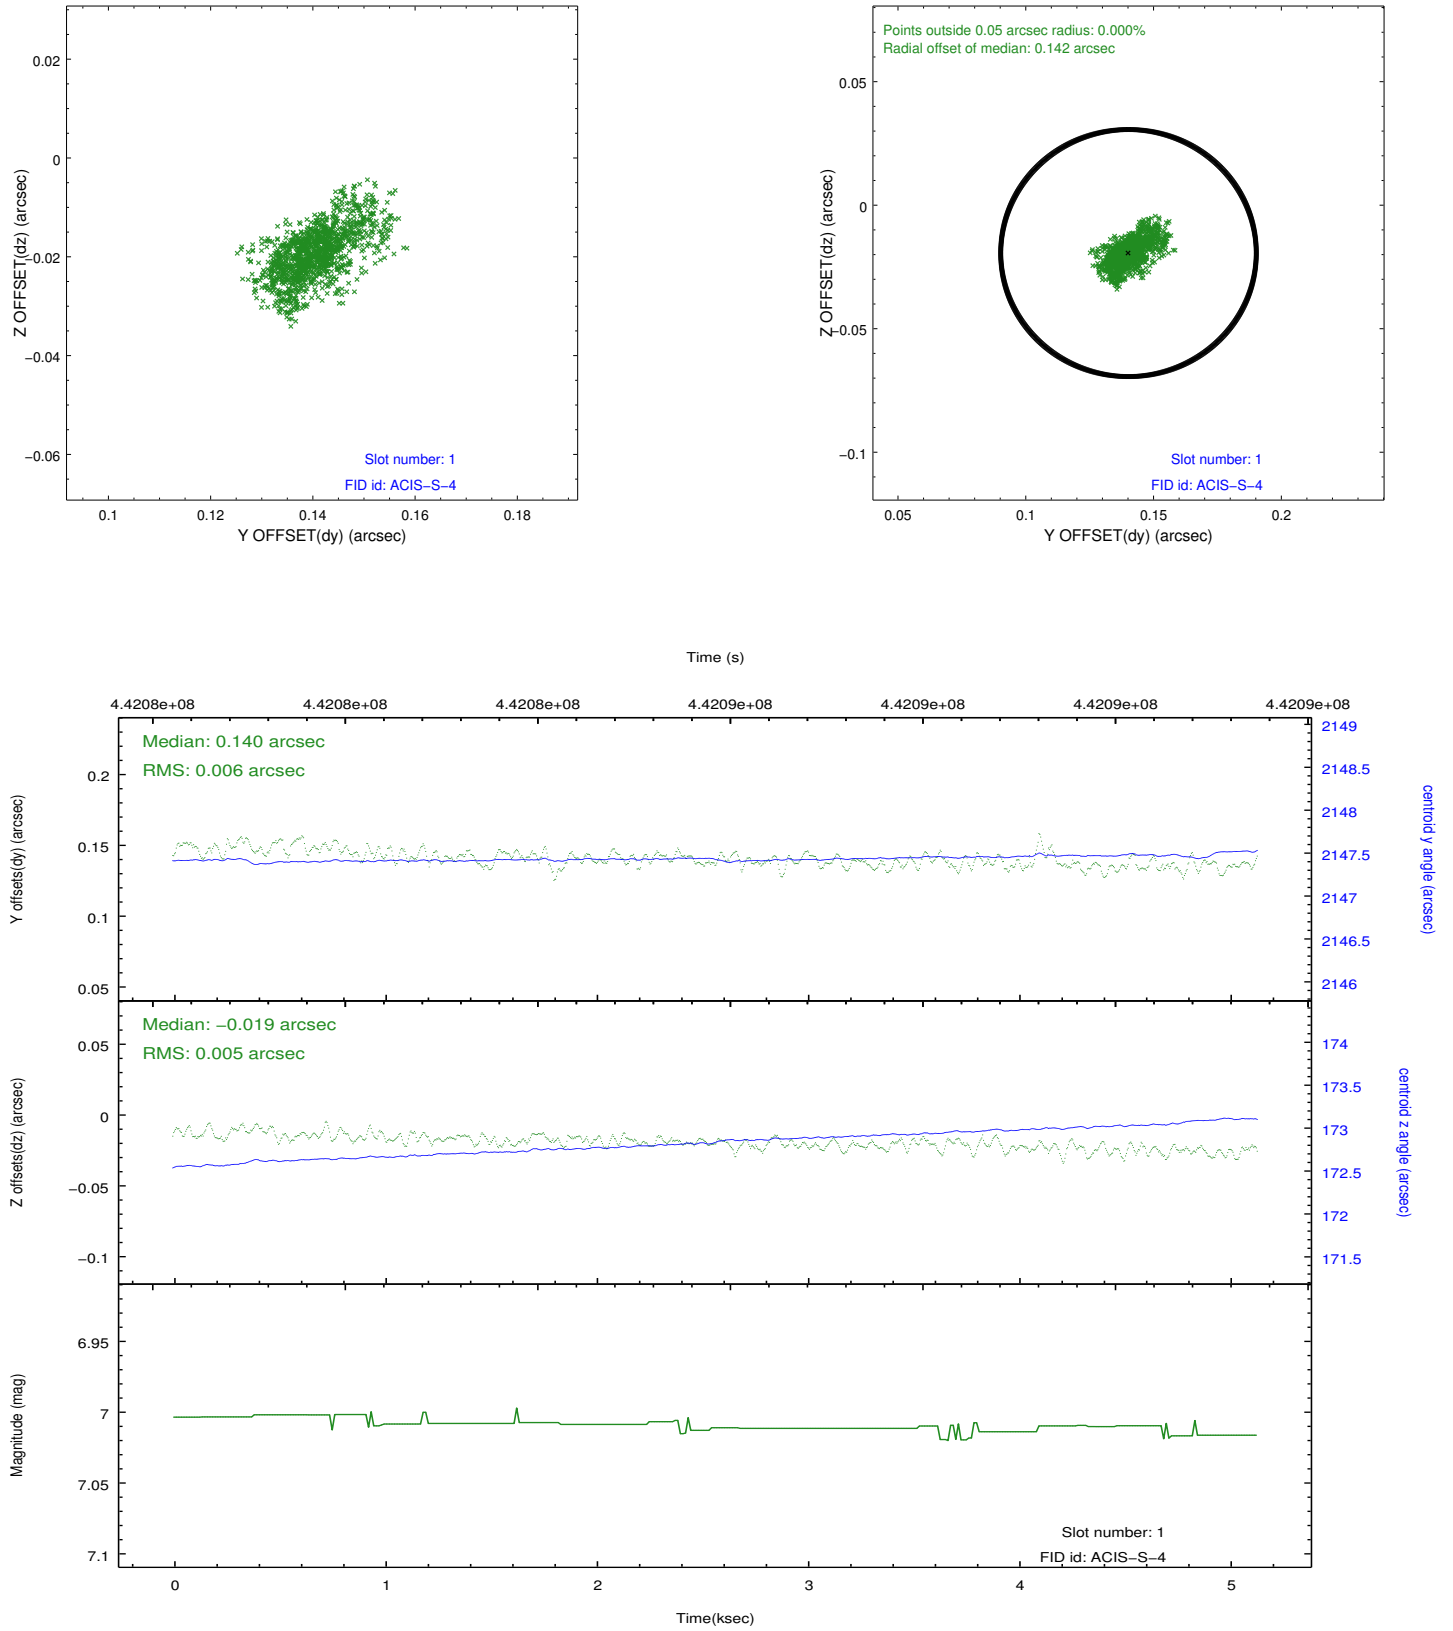 0.02
0
−0.02
−0.04
−0.06
Z OFFSET(dz) (arcsec)
Slot number: 1
FID id: ACIS−S−4
0.1
0.12
0.14
0.16
0.18
Y OFFSET(dy) (arcsec)
Points outside 0.05 arcsec radius: 0.000%
Radial offset of median: 0.142 arcsec
0.05
0
−0.05
−0.1
Z OFFSET(dz) (arcsec)
Slot number: 1
FID id: ACIS−S−4
0.05
0.1
0.15
0.2
Y OFFSET(dy) (arcsec)
Time (s)
4.4208e+08 4.4208e+08 4.4208e+08 4.4209e+08 4.4209e+08 4.4209e+08 4.4209e+08
Median: 0.140 arcsec
RMS: 0.006 arcsec
0.2
0.15
0.1
0.05
Y offsets(dy) (arcsec)
2149
2148.5
2148
2147.5
2147
2146.5
2146
centroid y angle (arcsec)
Median: −0.019 arcsec
RMS: 0.005 arcsec
0.05
0
−0.05
−0.1
Z offsets(dz) (arcsec)
174
173.5
173
172.5
172
171.5
centroid z angle (arcsec)
6.95
7
7.05
7.1
Magnitude (mag)
Slot number: 1
FID id: ACIS−S−4
0 1 2 3 4 5
Time(ksec)